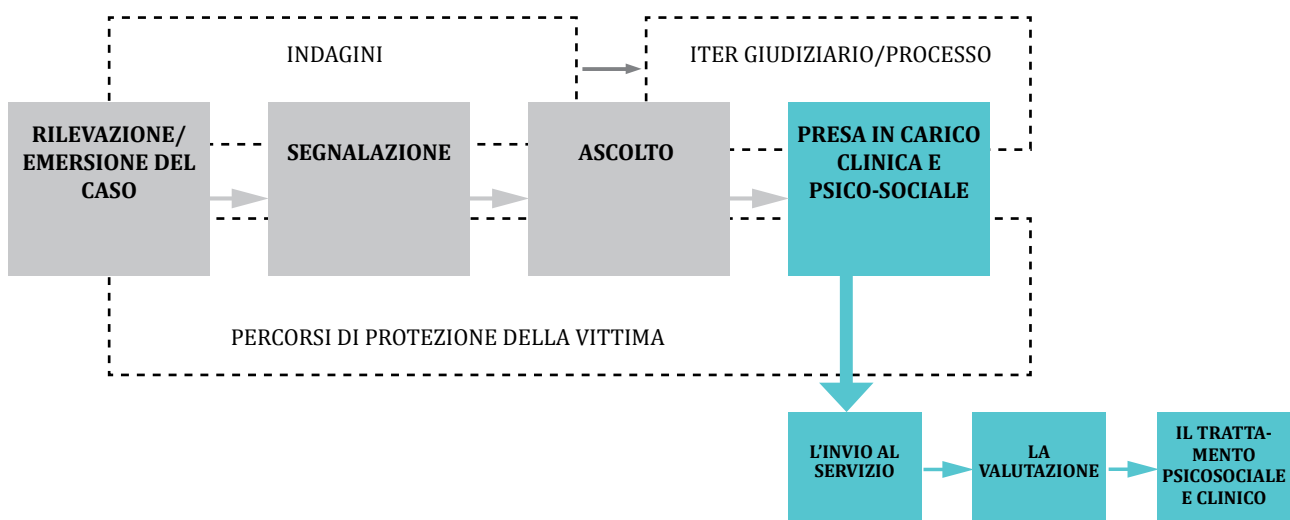 INDAGINI
ITER GIUDIZIARIO/PROCESSO
RILEVAZIONE/
EMERSIONE DEL
CASO
SEGNALAZIONE
ASCOLTO
PRESA IN CARICO
CLINICA E
PSICO-SOCIALE
PERCORSI DI PROTEZIONE DELLA VITTIMA
L'INVIO AL
SERVIZIO
LA
VALUTAZIONE
IL TRATTA-
MENTO
PSICOSOCIALE
E CLINICO